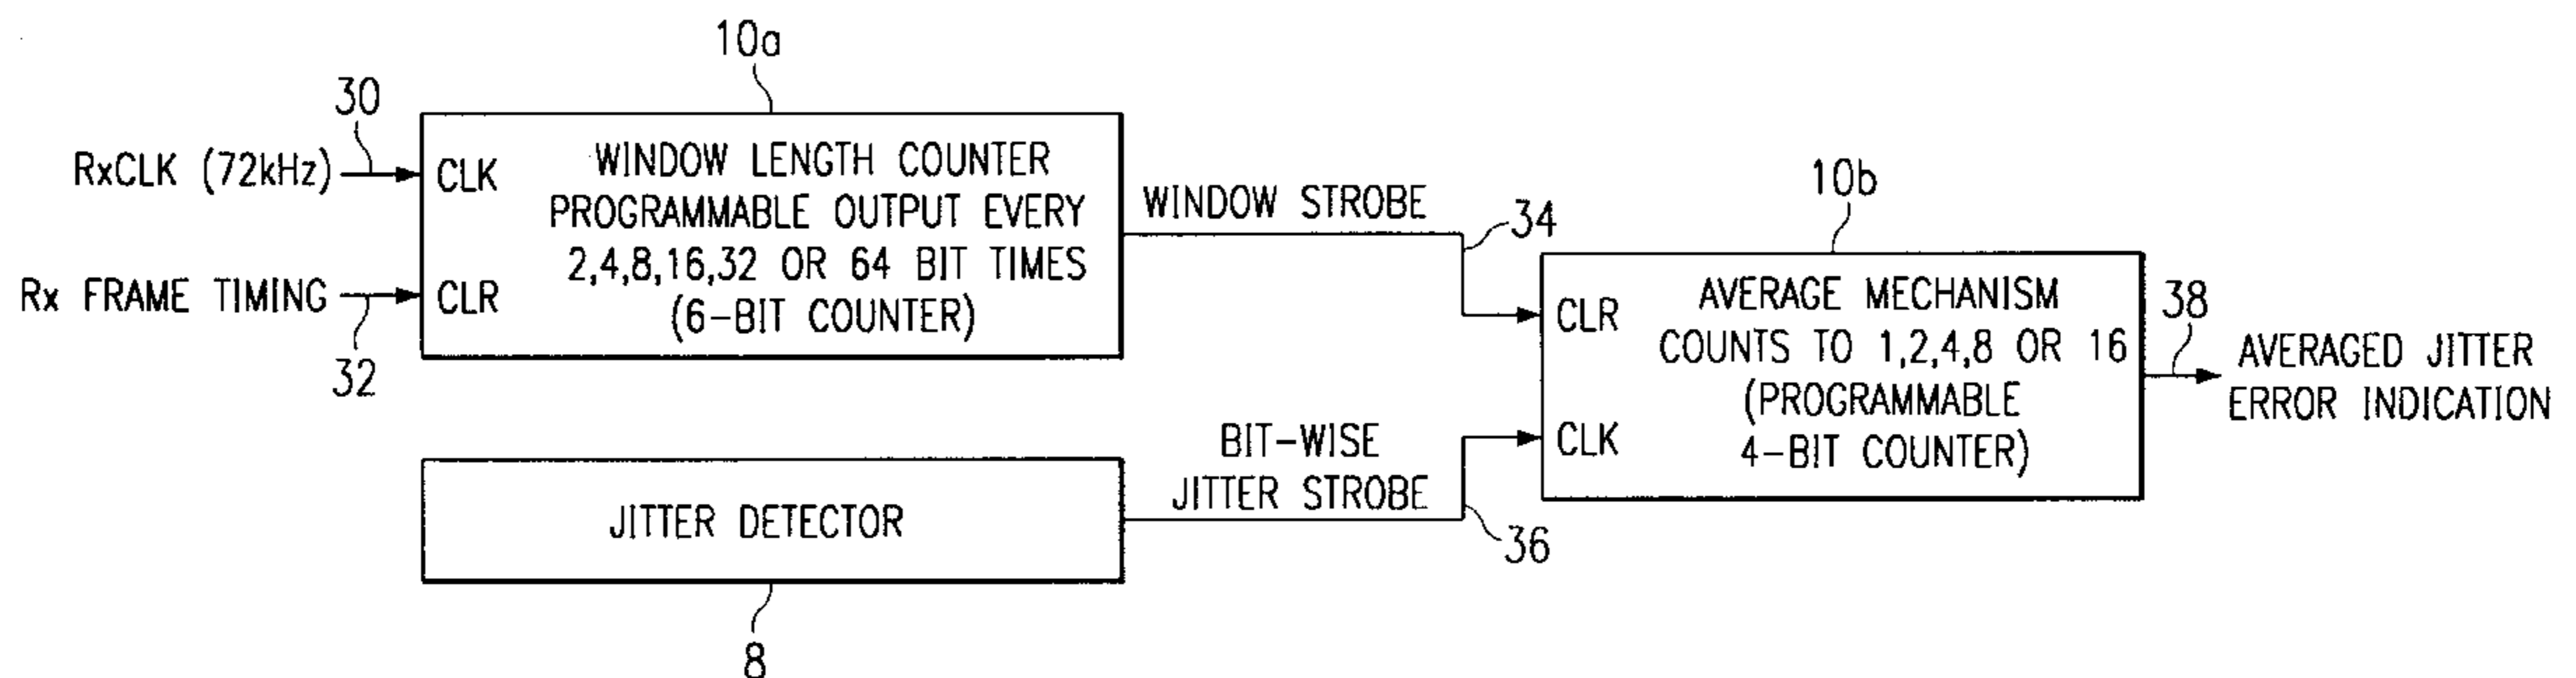 10a
30
RxCLK (72kHz)
CLK
WINDOW LENGTH COUNTER
PROGRAMMABLE OUTPUT EVERY
2,4,8,16,32 OR 64 BIT TIMES
(6-BIT COUNTER)
Rx FRAME TIMING
CLR
32
WINDOW STROBE
34
10b
CLR
AVERAGE MECHANISM
COUNTS TO 1,2,4,8 OR 16
(PROGRAMMABLE
4-BIT COUNTER)
CLK
38
AVERAGED JITTER
ERROR INDICATION
BIT-WISE
JITTER STROBE
36
JITTER DETECTOR
8